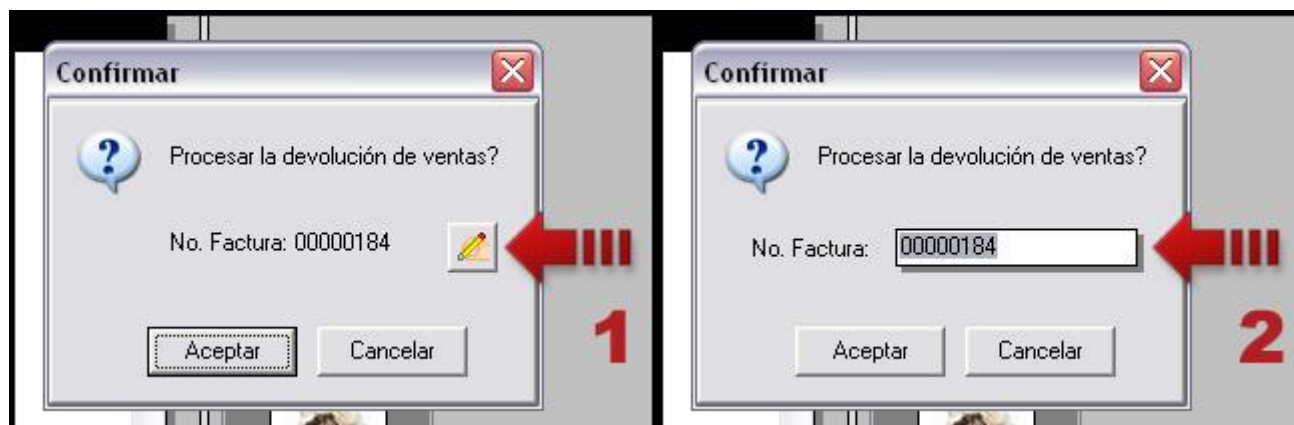 Confirmar
Procesar la devolución de ventas?
No. Factura: 00000184
Aceptar
Cancelar
1
Confirmar
Procesar la devolución de ventas?
No. Factura: 00000184
Aceptar
Cancelar
2